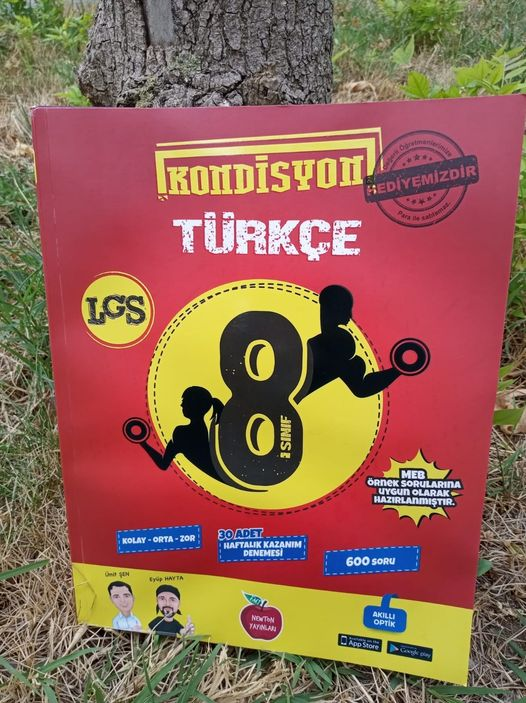 KONDİSYON
Değerli Öğretmenlerimize
HEDİYEMİZDİR
Para ile satılamaz.
TÜRKÇE
LGS
8.SINIF
MEB
ÖRNEK SORULARINA
UYGUN OLARAK
HAZIRLANMIŞTIR.
KOLAY - ORTA - ZOR
30 ADET
HAFTALIK KAZANIM
DENEMESİ
600 SORU
Ümit ŞEN
Eyüp HAYTA
NEWTON
YAYINLARI
AKILLI
OPTİK
App Store
Google play